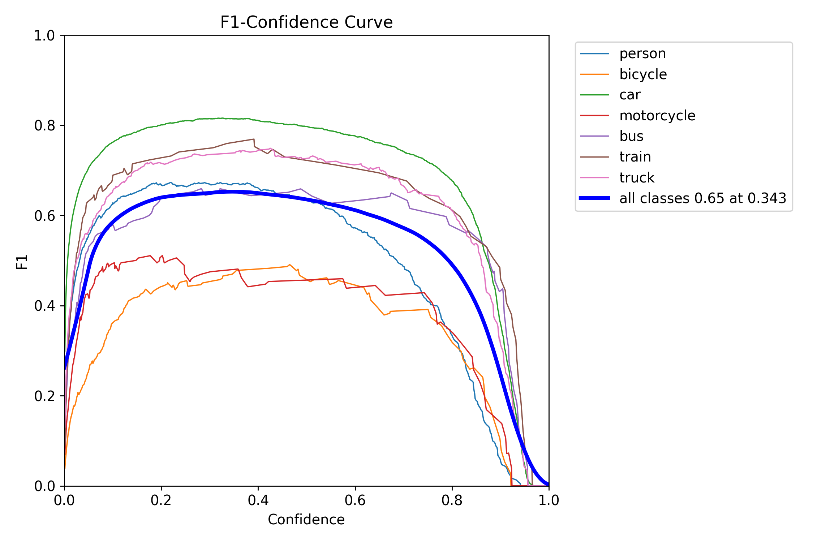 F1-Confidence Curve
1.0
0.8
0.6
0.4
0.2
0.0
F1
0.0 0.2 0.4 0.6 0.8 1.0
Confidence
person
bicycle
car
motorcycle
bus
train
truck
all classes 0.65 at 0.343